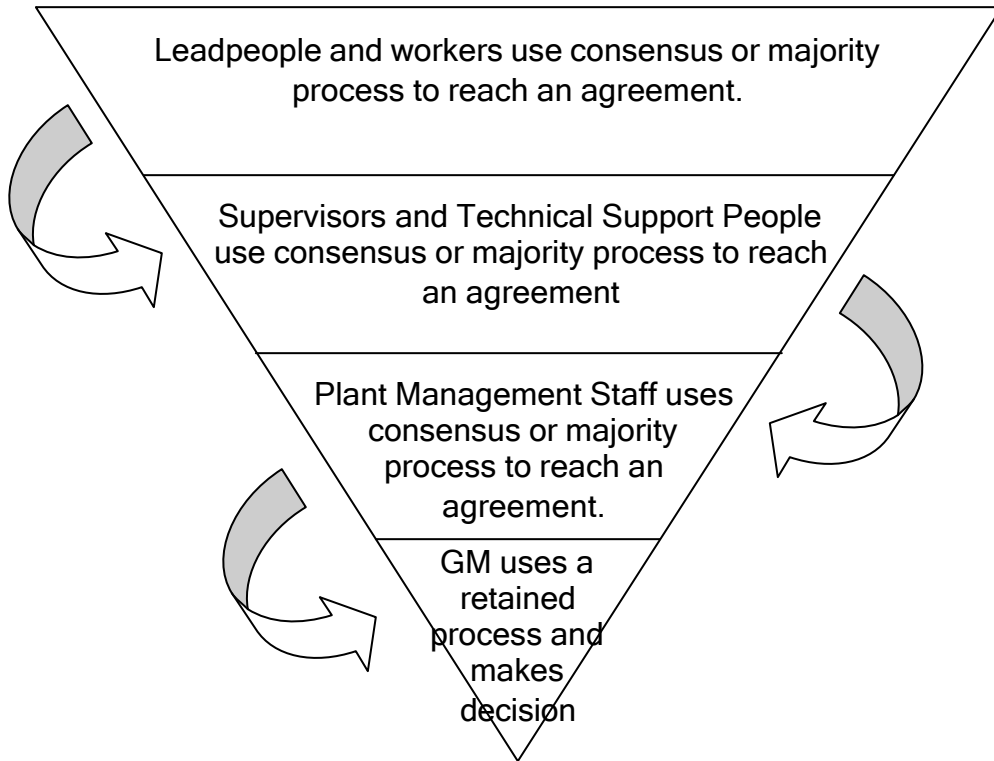 Leadpeople and workers use consensus or majority
process to reach an agreement.
Supervisors and Technical Support People
use consensus or majority process to reach
an agreement
Plant Management Staff uses
consensus or majority
process to reach an
agreement.
GM uses a
retained
process and
makes
decision